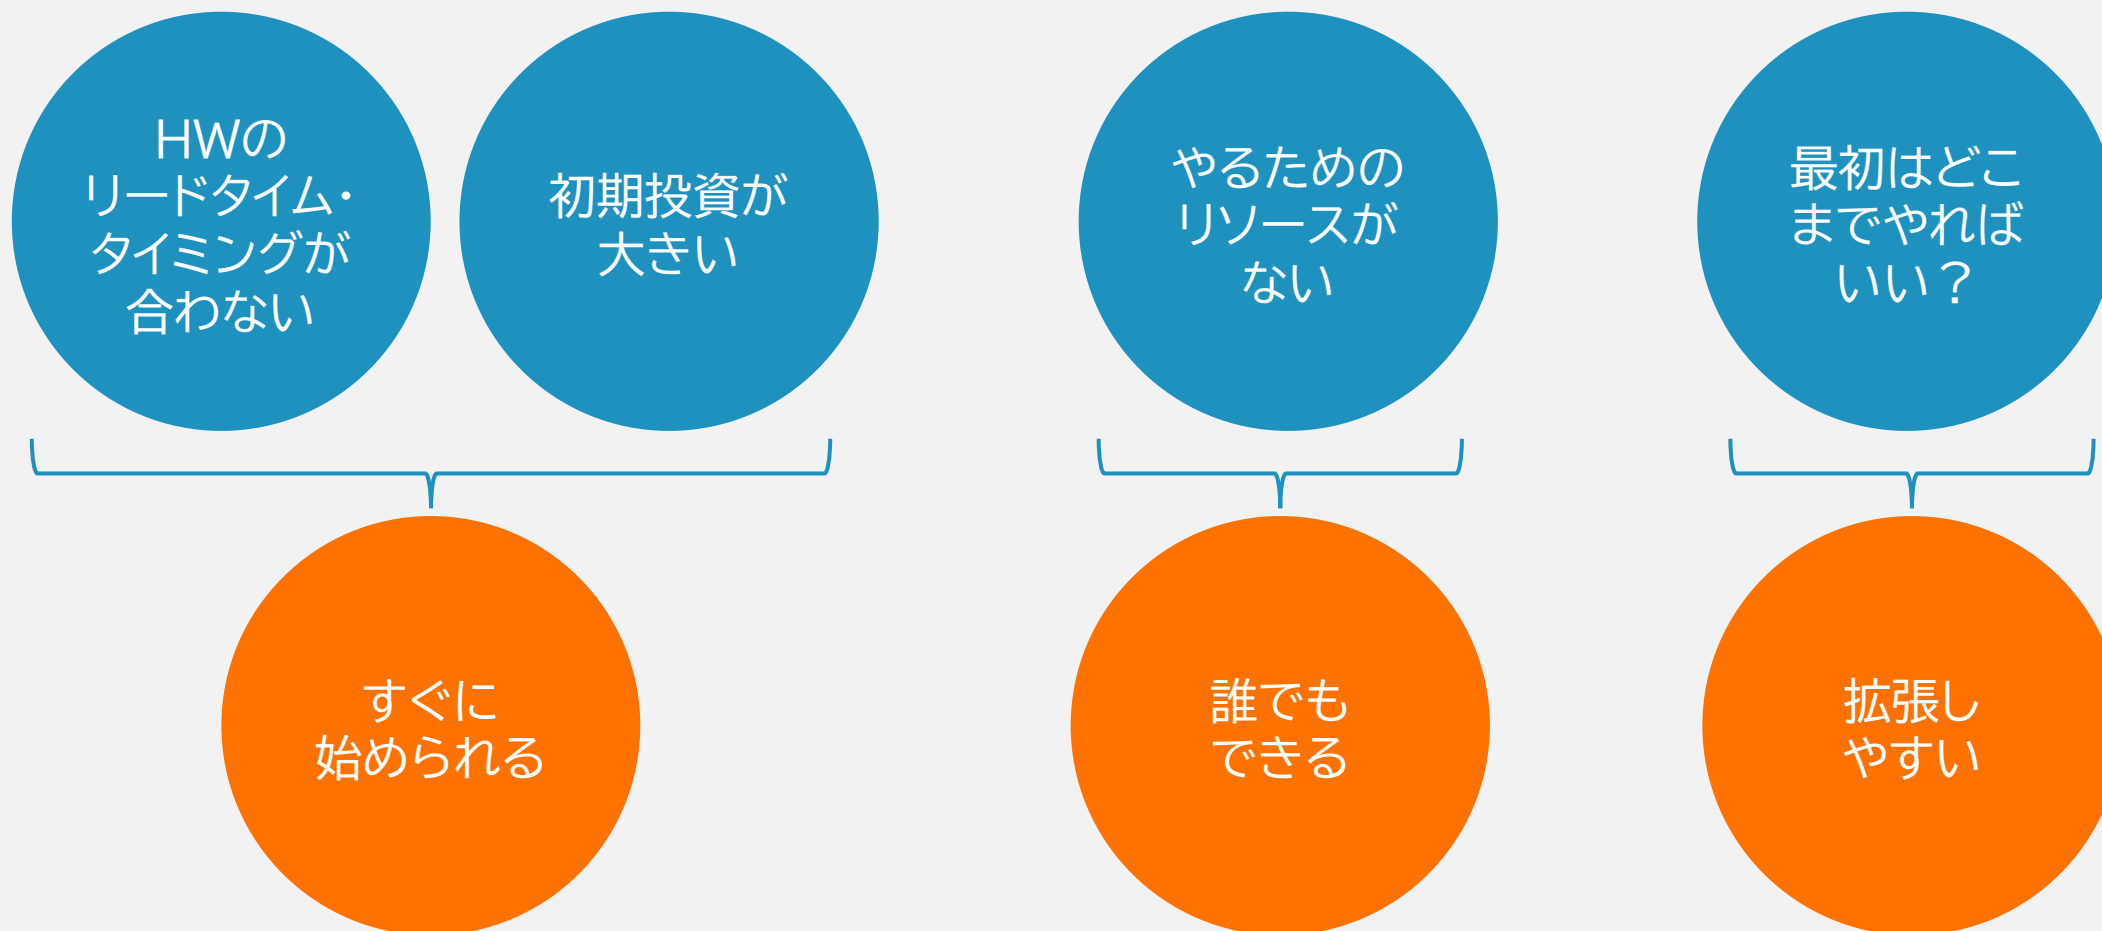 HWの
リードタイム・
タイミングが
合わない
初期投資が
大きい
やるための
リソースが
ない
最初はどこ
までやれば
いい？
すぐに
始められる
誰でも
できる
拡張し
やすい